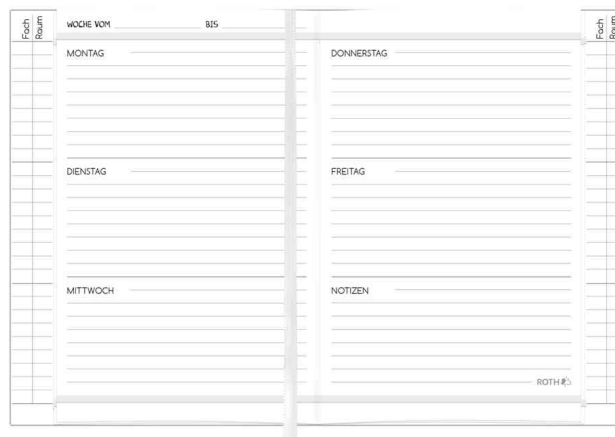 Fach
Raum
WOCHE VOM BIS
MONTAG
DIENSTAG
MITTWOCH
DONNERSTAG
FREITAG
NOTIZEN
ROTH
Fach
Raum